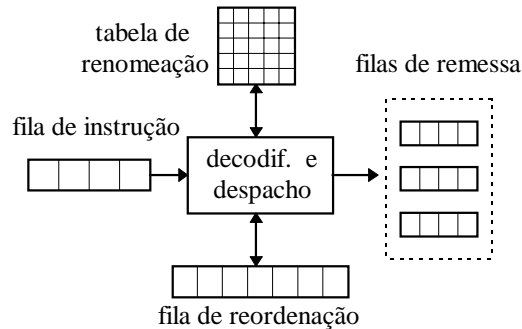 tabela de
renomeação
filas de remessa
fila de instrução
decodif. e
despacho
fila de reordenação